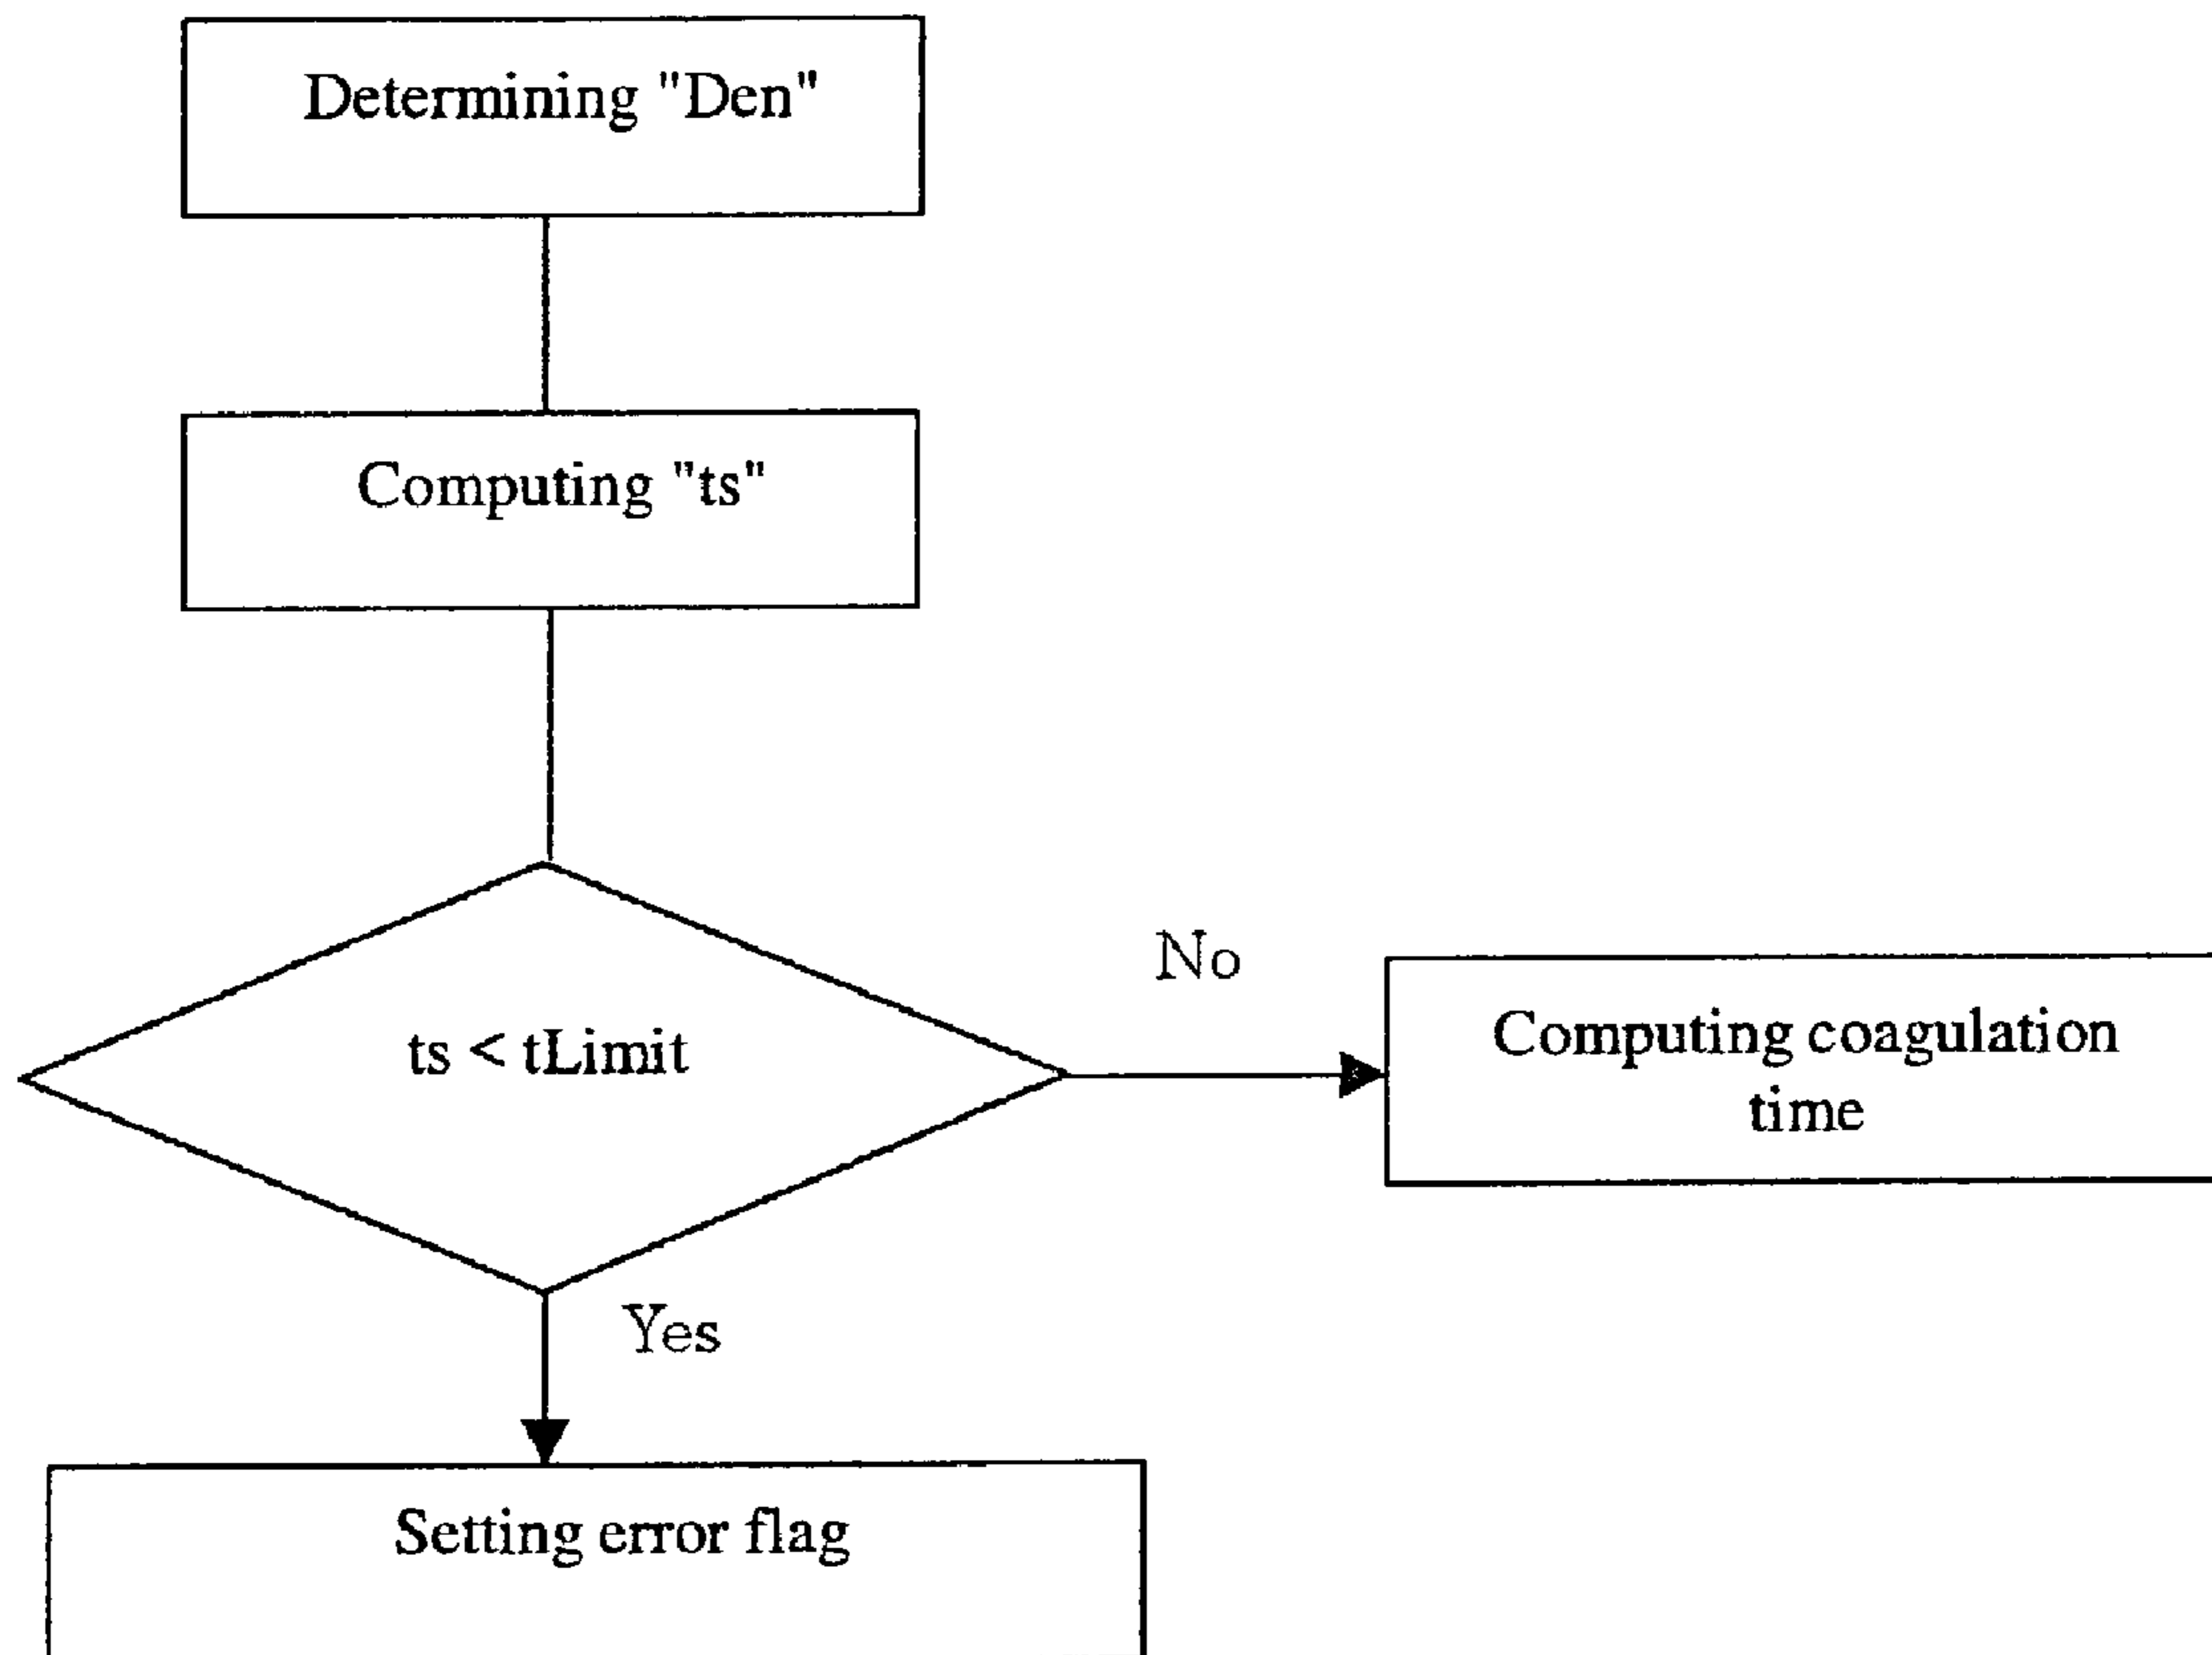 Determining "Den"
Computing "ts"
ts < tLimit
No
Computing coagulation
time
Yes
Setting error flag